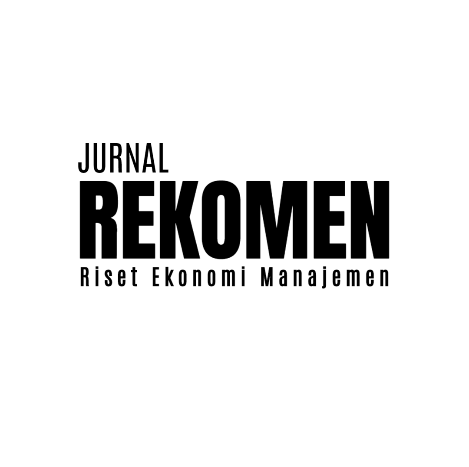 JURNAL
REKOMEN
Riset Ekonomi Manajemen